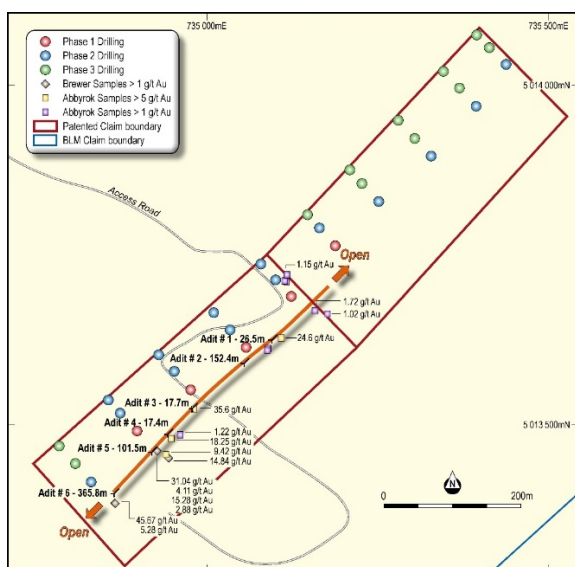 735 000mE
735 500mE
Phase 1 Drilling
Phase 2 Drilling
Phase 3 Drilling
Brewer Samples > 1 g/t Au
Abbyrok Samples > 5 g/t Au
Abbyrok Samples > 1 g/t Au
Patented Claim boundary
BLM Claim boundary
5 014 000mN
Access Road
Open
1.15 g/t Au
1.72 g/t Au
1.02 g/t Au
Adit # 1 - 26.5m
24.6 g/t Au
Adit # 2 - 152.4m
Adit # 3 - 17.7m
35.6 g/t Au
Adit # 4 - 17.4m
1.22 g/t Au
18.25 g/t Au
5 013 500mN
Adit # 5 - 101.5m
9.42 g/t Au
14.84 g/t Au
31.04 g/t Au
4.11 g/t Au
15.28 g/t Au
2.88 g/t Au
Adit # 6 - 365.8m
45.67 g/t Au
5.28 g/t Au
Open
N
0
200m